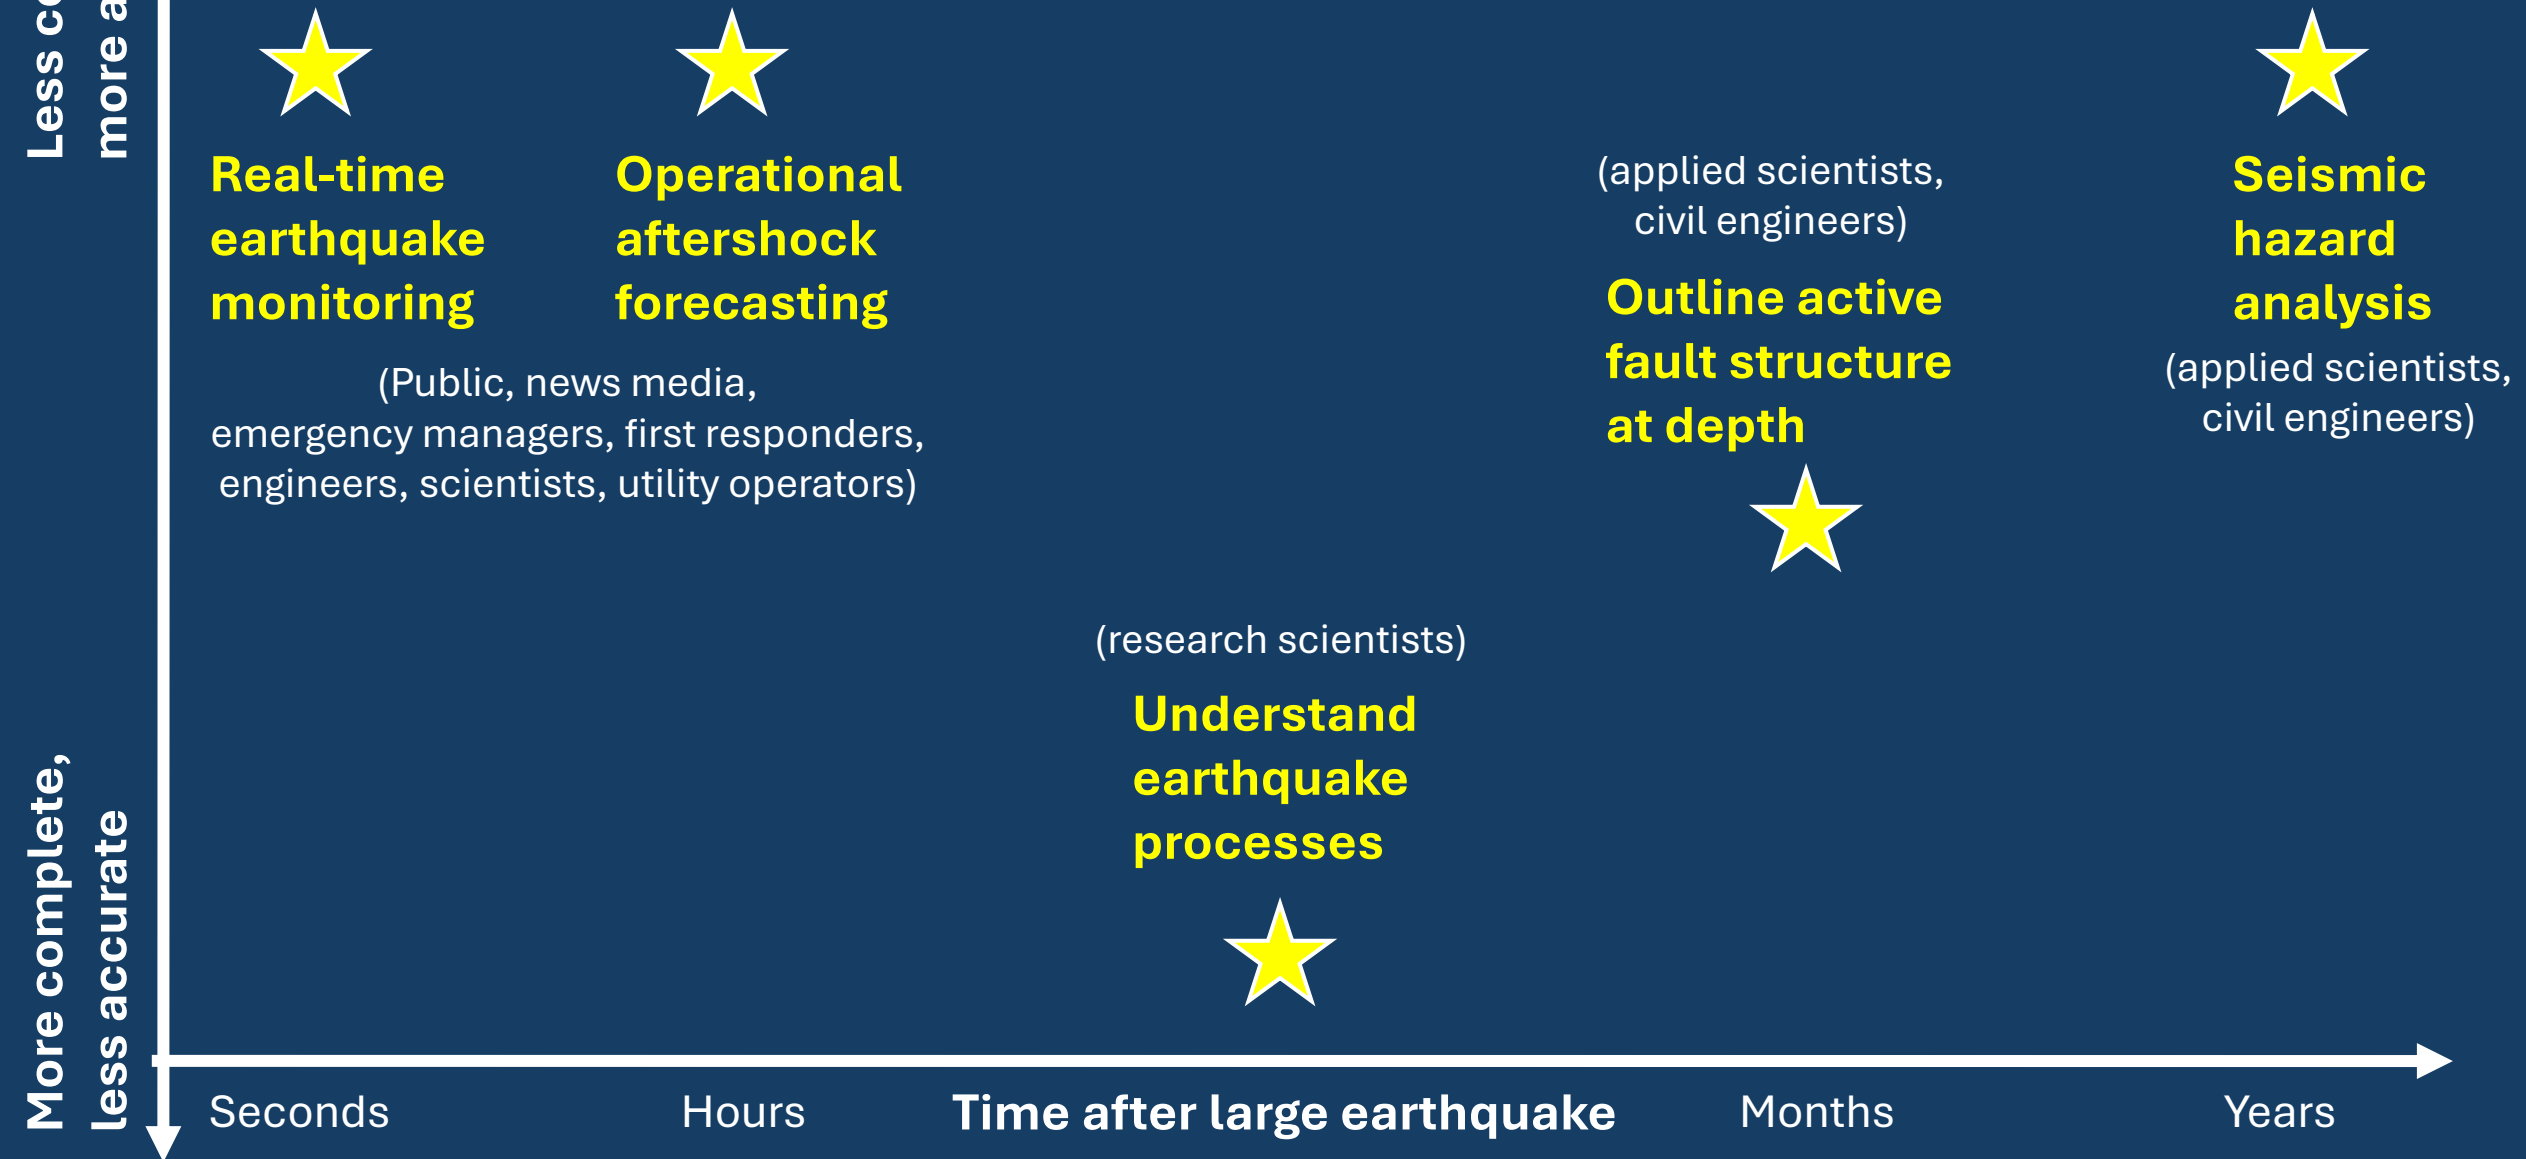 Less
more
Real-time
earthquake
monitoring
Operational
aftershock
forecasting
(Public, news media,
emergency managers, first responders,
engineers, scientists, utility operators)
(applied scientists,
civil engineers)
Outline active
fault structure
at depth
Seismic
hazard
analysis
(applied scientists,
civil engineers)
(research scientists)
Understand
earthquake
processes
More complete,
less accurate
Seconds
Hours
Time after large earthquake
Months
Years